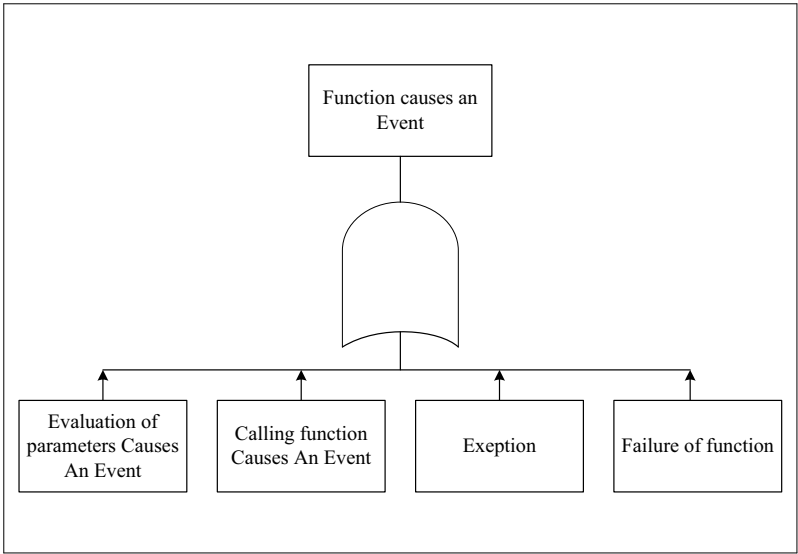 Function causes an
Event
Evaluation of
parameters Causes
An Event
Calling function
Causes An Event
Exeption
Failure of function